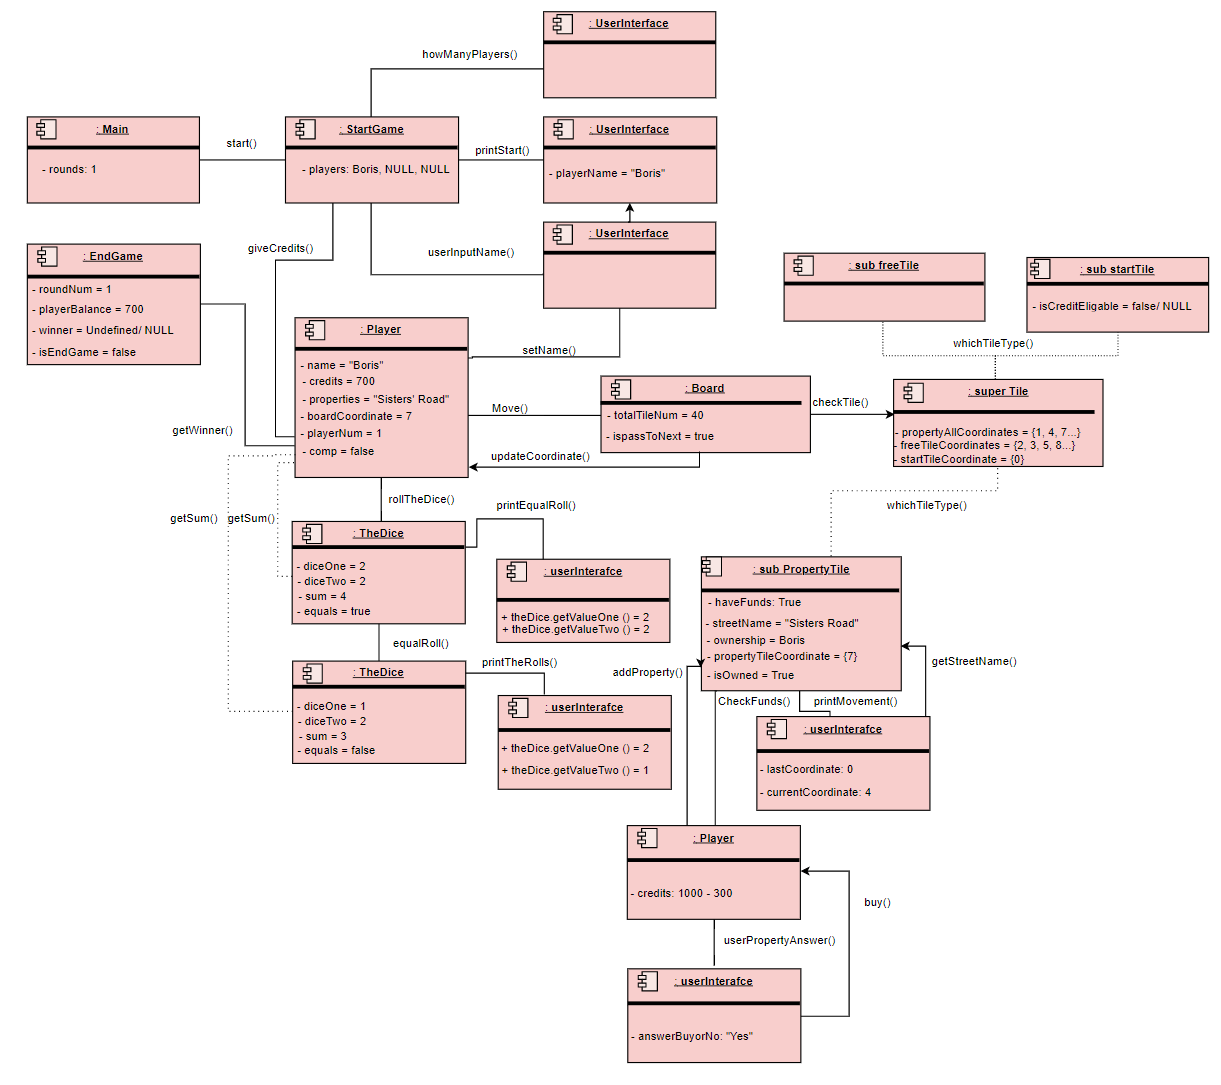 : UserInterface
howManyPlayers()
: Main
- rounds: 1
start()
: StartGame
- players: Boris, NULL, NULL
printStart()
: UserInterface
- playerName = "Boris"
giveCredits()
userInputName()
: UserInterface
: EndGame
- roundNum = 1
- playerBalance = 700
- winner = Undefined/ NULL
- isEndGame = false
: sub freeTile
: sub startTile
- isCreditEligable = false/ NULL
whichTileType()
: Player
- name = "Boris"
- credits = 700
- properties = "Sisters' Road"
- boardCoordinate = 7
- playerNum = 1
- comp = false
setName()
Move()
: Board
- totalTileNum = 40
- ispassToNext = true
checkTile()
: super Tile
- propertyAllCoordinates = {1, 4, 7...}
- freeTileCoordinates = {2, 3, 5, 8...}
- startTileCoordinate = {0}
getWinner()
updateCoordinate()
rollTheDice()
getSum()
getSum()
printEqualRoll()
whichTileType()
: TheDice
- diceOne = 2
- diceTwo = 2
- sum = 4
- equals = true
: userInterafce
+ theDice.getValueOne () = 2
+ theDice.getValueTwo () = 2
: sub PropertyTile
- haveFunds: True
- streetName = "Sisters Road"
- ownership = Boris
- propertyTileCoordinate = {7}
- isOwned = True
equalRoll()
printTheRolls()
addProperty()
getStreetName()
: TheDice
- diceOne = 1
- diceTwo = 2
- sum = 3
- equals = false
: userInterafce
+ theDice.getValueOne () = 2
+ theDice.getValueTwo () = 1
CheckFunds()
printMovement()
: userInterafce
- lastCoordinate: 0
- currentCoordinate: 4
: Player
- credits: 1000 - 300
buy()
userPropertyAnswer()
: userInterafce
- answerBuyorNo: "Yes"